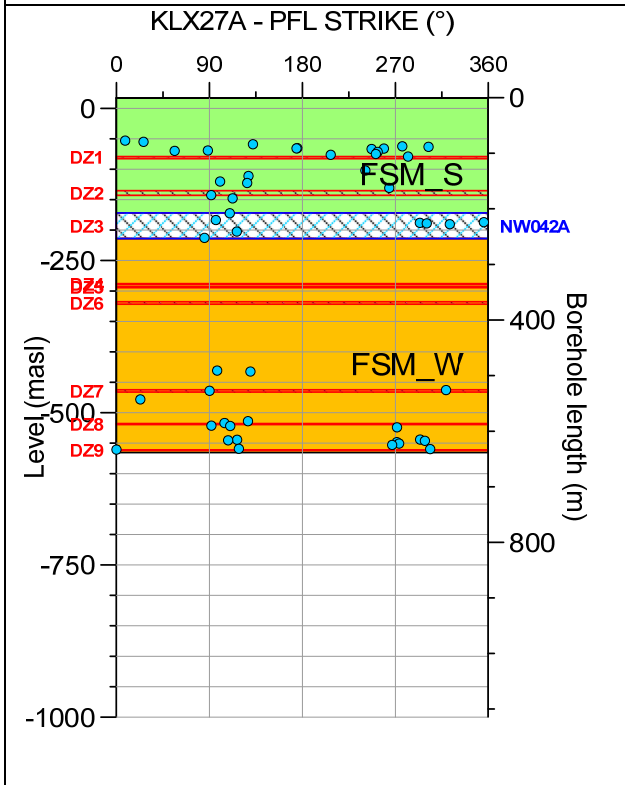 KLX27A - PFL STRIKE (°)
0 90 180 270 360
0
0
DZ1
FSM_S
DZ2
DZ3
NW042A
-250
DZ4
DZ5
DZ6
400
FSM_W
DZ7
-500
DZ8
DZ9
800
-750
-1000
Level (masl)
Borehole length (m)